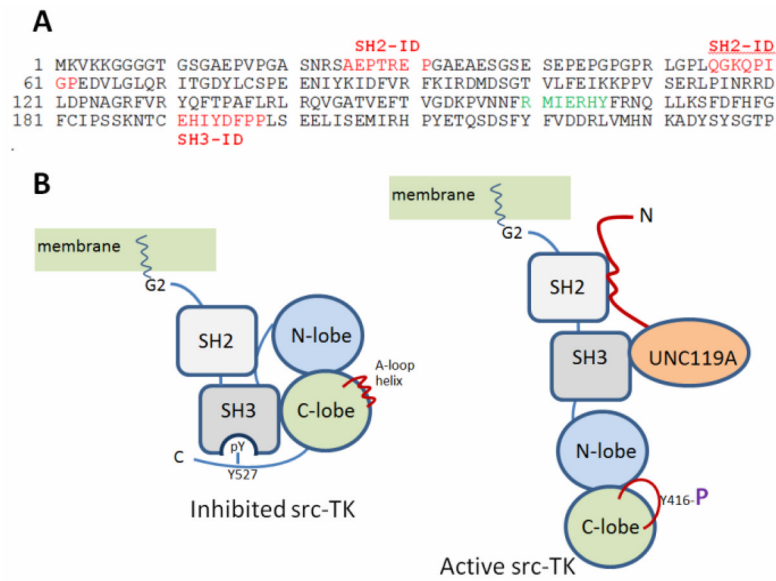 A
SH2-ID SH2-ID
1 MKVKKGGGGT GSGAEPVPGA SNRSAEPTRE PGAEAESGSE SEPEPGPGPR LGPLQGKQPI
61 GPEDVLGLQR ITGDYLCSPE ENIYKIDFVR FKIRDMDSGT VLFEIKKPPV SERLPINRRD
121 LDPNAGRFVR YQFTPAFLRL RQVGATVEFT VGDKPVNNFR MIERHYFRNQ LLKSFDFHFG
181 FCIPSSKNTC EHIYDFPPLS EELISEMIRH PYETQSDSFY FVDDRLVMHN KADYSYSGTP
SH3-ID
B
membrane
G2
SH2
N-lobe
A-loop
helix
SH3
C-lobe
pY
C
Y527
Inhibited src-TK
membrane
G2
N
SH2
SH3
UNC119A
N-lobe
Y416-P
C-lobe
Active src-TK